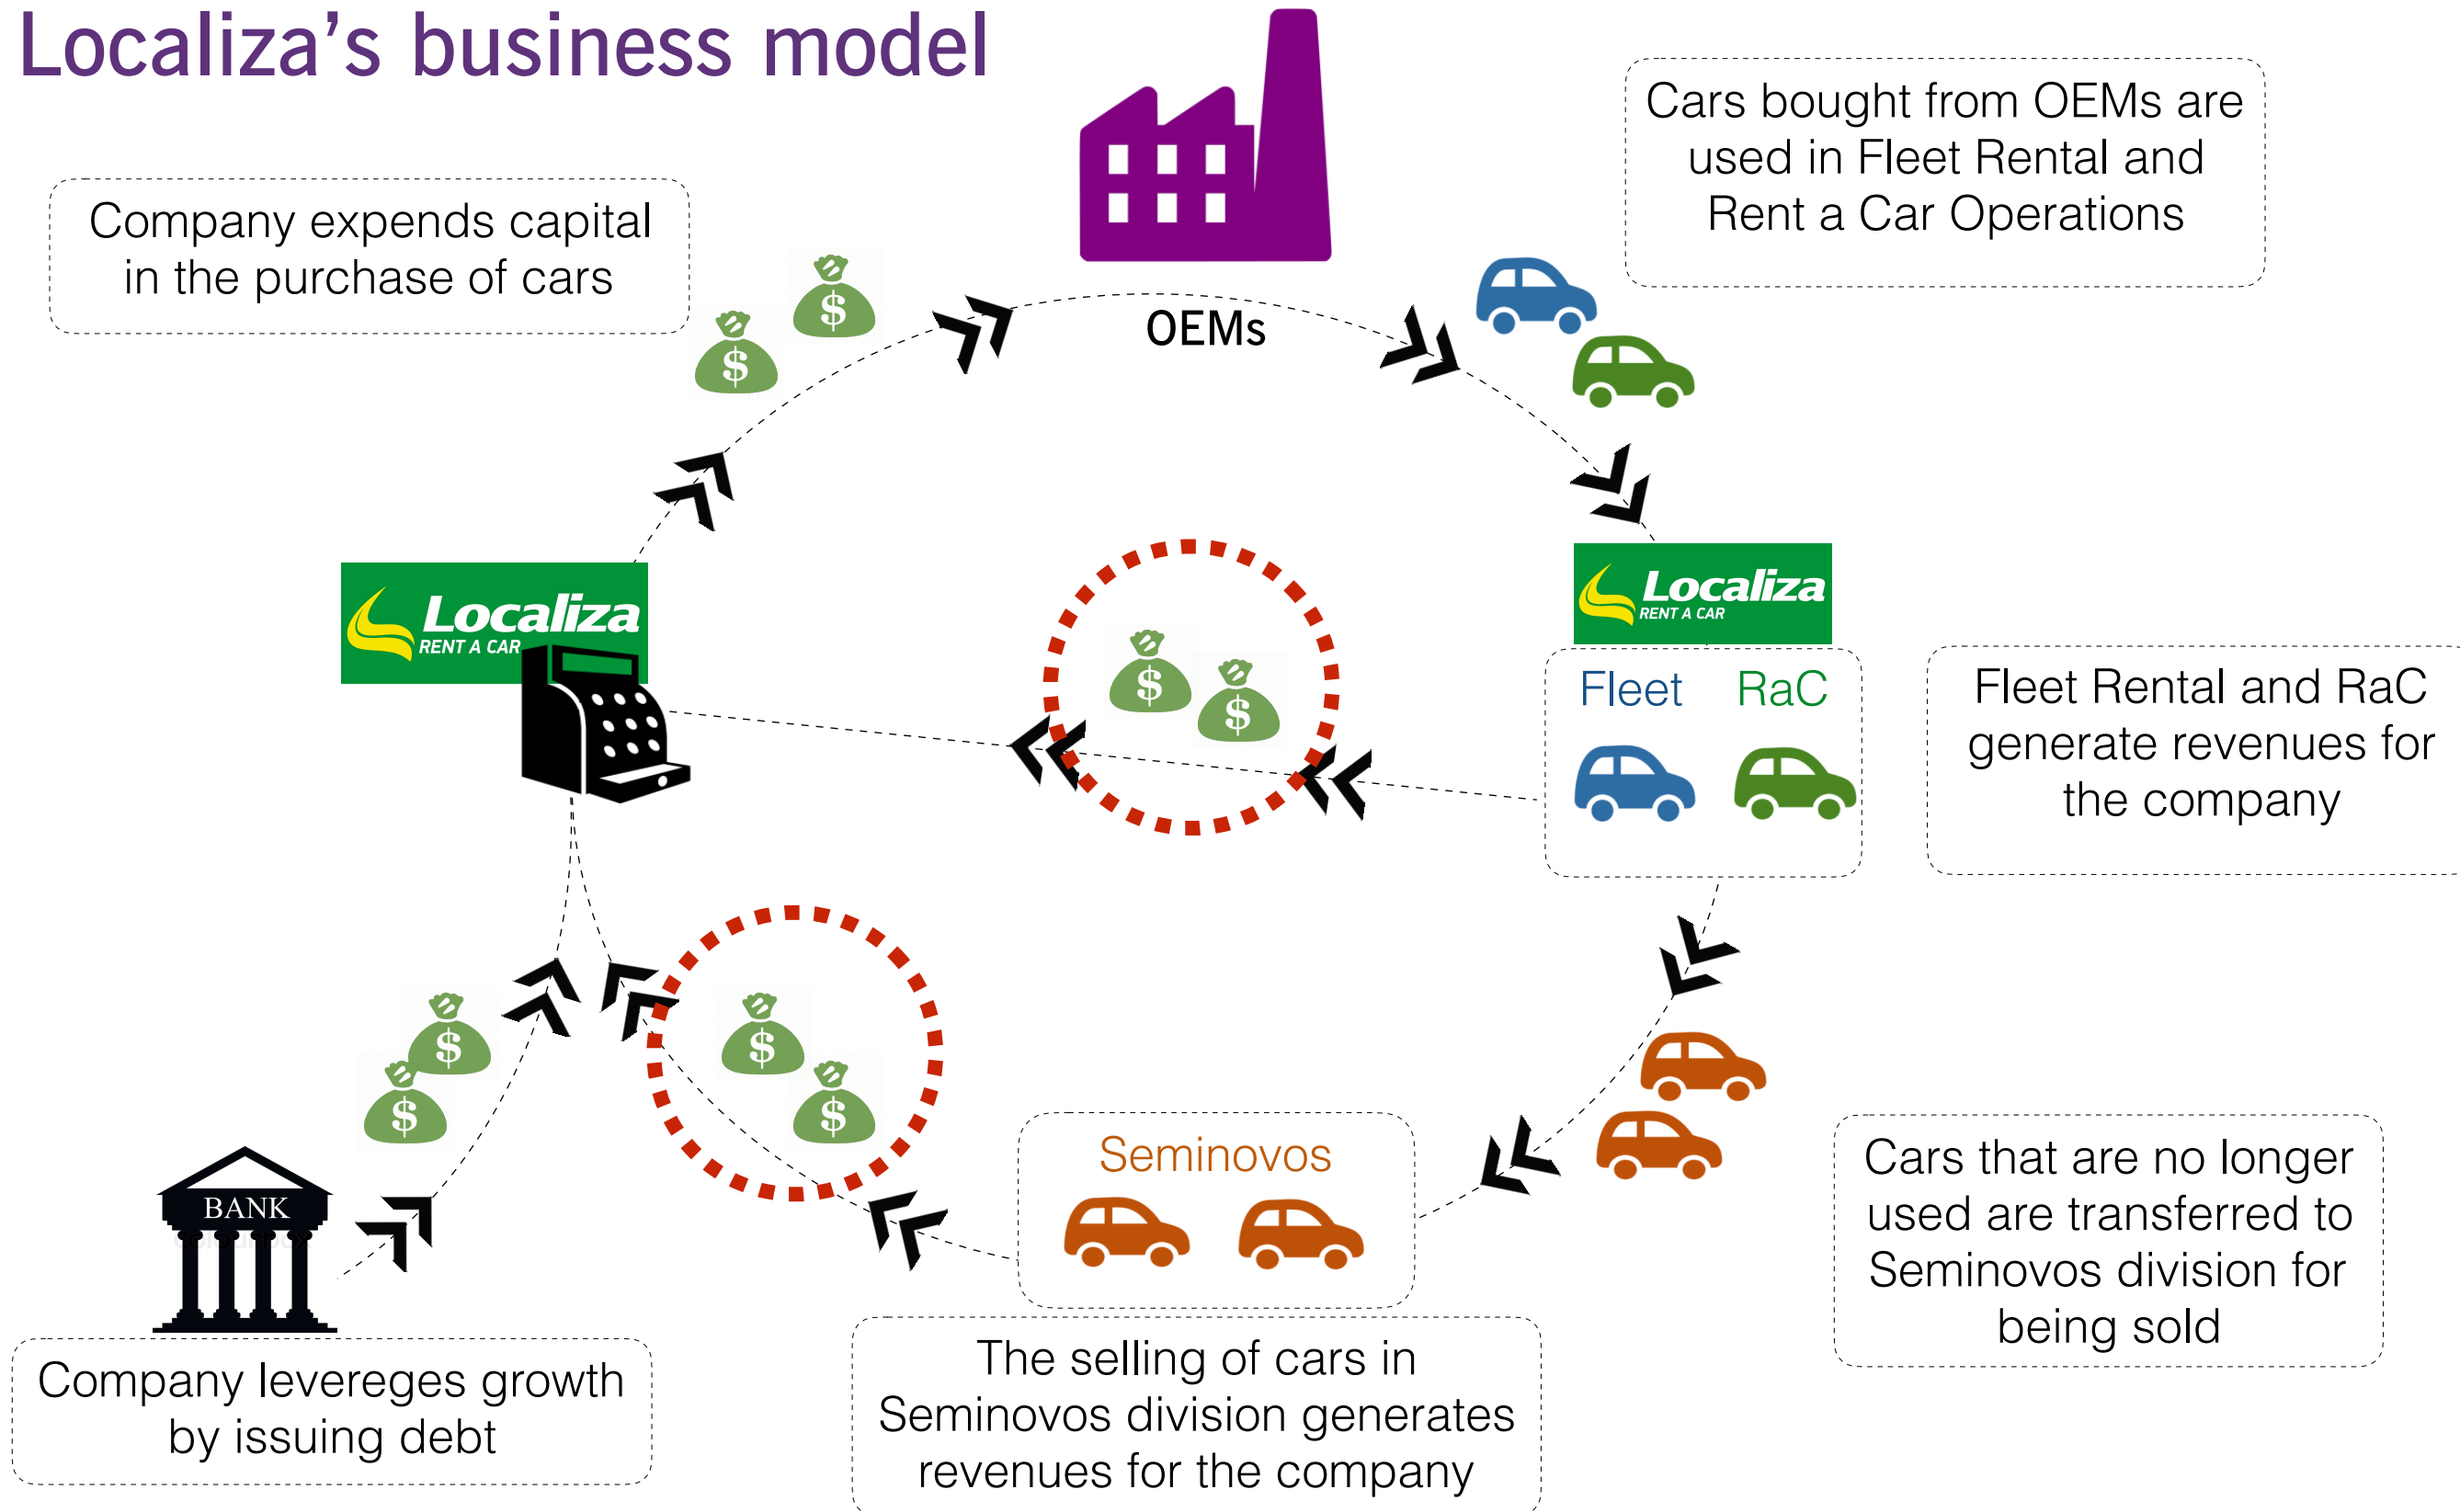 Localiza's business model
Company expends capital
in the purchase of cars
OEMs
Cars bought from OEMs are
used in Fleet Rental and
Rent a Car Operations
Localiza
RENT A CAR
Localiza
RENT A CAR
Fleet RaC
Fleet Rental and RaC
generate revenues for
the company
BANK
Company levereges growth
by issuing debt
Seminovos
The selling of cars in
Seminovos division generates
revenues for the company
Cars that are no longer
used are transferred to
Seminovos division for
being sold